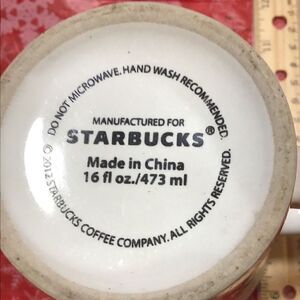 DO NOT MICROWAVE. HAND WASH RECOMMENDED.
MANUFACTURED FOR
STARBUCKS®
Made in China
16 fl oz./473 ml
© 2012 STARBUCKS COFFEE COMPANY. ALL RIGHTS RESERVED.